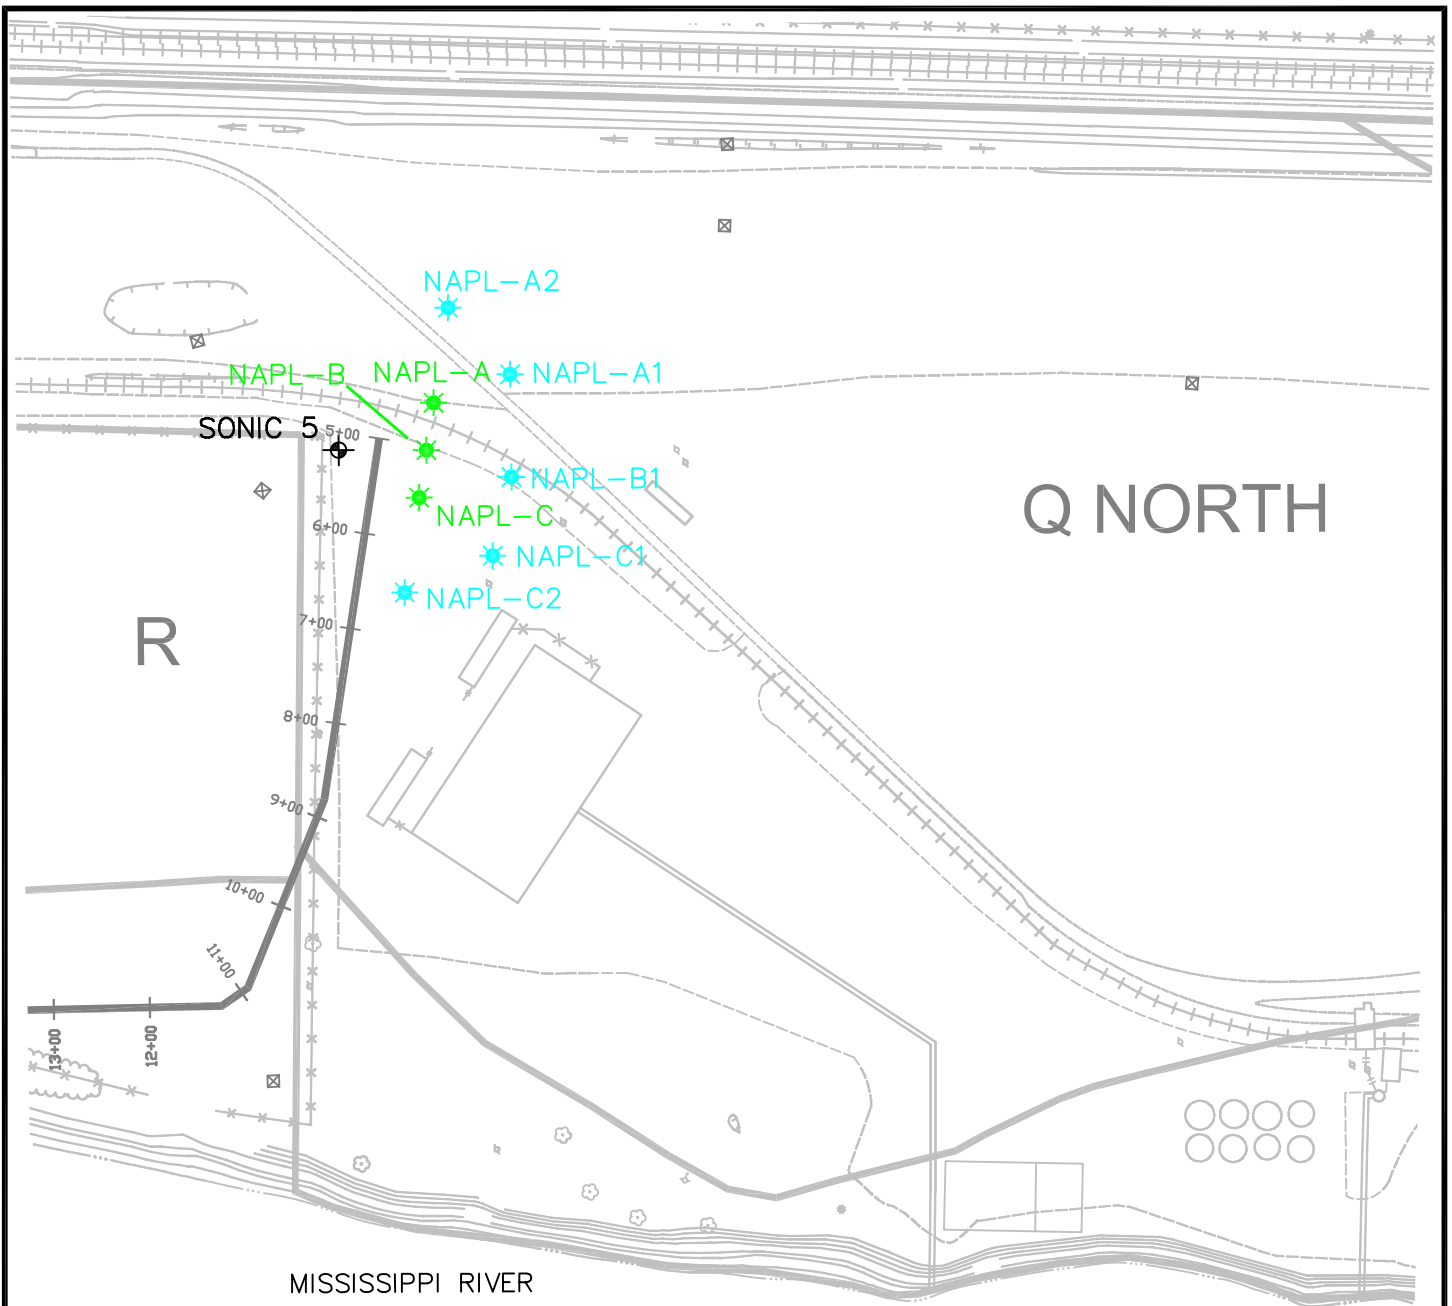 NAPL-A2
NAPL-B
NAPL-A
NAPL-A1
SONIC 5
5+00
NAPL-B1
NAPL-C
Q NORTH
6+00
NAPL-C1
NAPL-C2
R
7+00
8+00
9+00
10+00
11+00
13+00
12+00
MISSISSIPPI RIVER